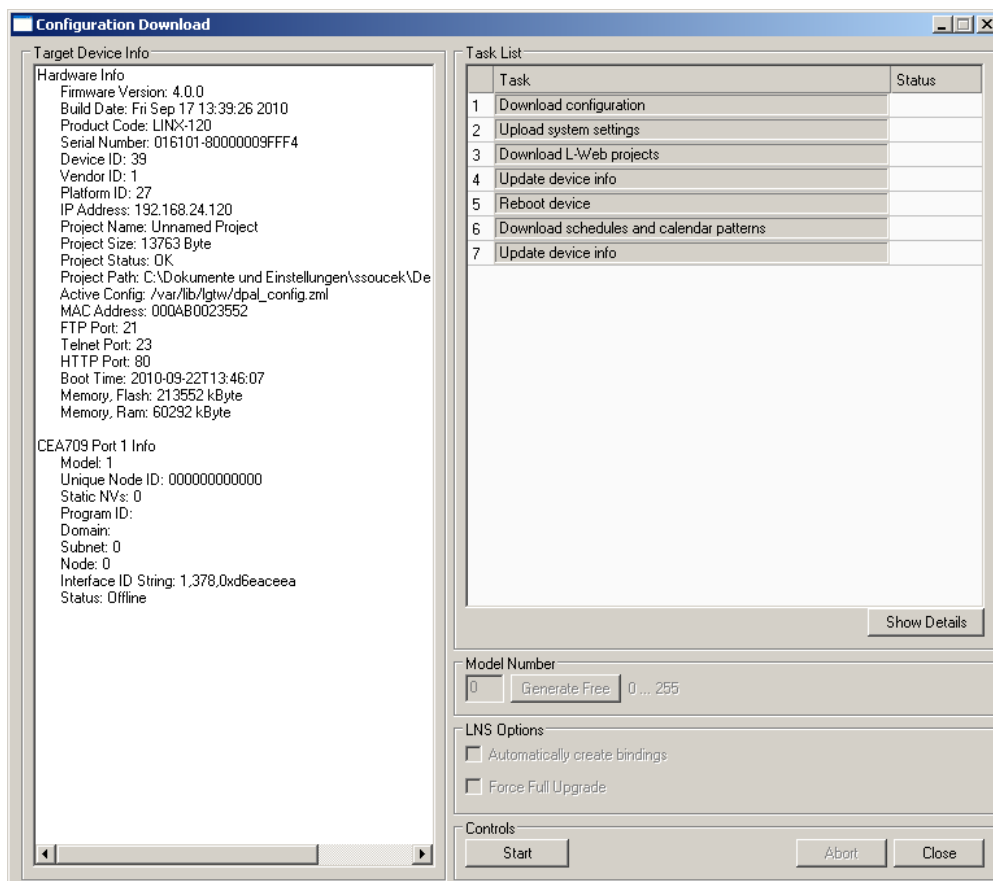 Configuration Download
Target Device Info
Hardware Info
Firmware Version: 4.0.0
Build Date: Fri Sep 17 13:39:26 2010
Product Code: LINX-120
Serial Number: 016101-80000009FFF4
Device ID: 39
Vendor ID: 1
Platform ID: 27
IP Address: 192.168.24.120
Project Name: Unnamed Project
Project Size: 13763 Byte
Project Status: OK
Project Path: C:\Dokumente und Einstellungen\ssoucek\De
Active Config: /var/lib/lgtw/dpal_config.zml
MAC Address: 000AB0023552
FTP Port: 21
Telnet Port: 23
HTTP Port: 80
Boot Time: 2010-09-22T13:46:07
Memory, Flash: 213552 kByte
Memory, Ram: 60292 kByte
CEA709 Port 1 Info
Model: 1
Unique Node ID: 000000000000
Static NVs: 0
Program ID:
Domain:
Subnet: 0
Node: 0
Interface ID String: 1,378,0xd6eaceea
Status: Offline
Task List
Task Status
1 Download configuration
2 Upload system settings
3 Download L-Web projects
4 Update device info
5 Reboot device
6 Download schedules and calendar patterns
7 Update device info
Show Details
Model Number
0 Generate Free 0 ... 255
LNS Options
Automatically create bindings
Force Full Upgrade
Controls
Start Abort Close